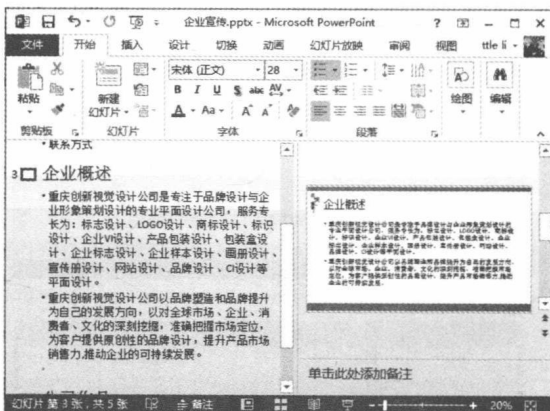 企业宣传.pptx - Microsoft PowerPoint
文件 开始 插入 设计 切换 动画 幻灯片放映 审阅 视图 ttle li
宋体 (正文) 28
粘贴 新建 绘图 编辑
幻灯片
B I U S abc AV
A Aa A A
剪贴板 幻灯片 字体 段落
• 联系方式
3 企业概述
• 重庆创新视觉设计公司是专注于品牌设计与企
业形象策划设计的专业平面设计公司，服务专
长为：标志设计、LOGO设计、商标设计、标识
设计、企业VI设计、产品包装设计、包装盒设
计、企业标志设计、企业样本设计、画册设计、
宣传册设计、网站设计、品牌设计、CI设计等
平面设计。
• 重庆创新视觉设计公司以品牌塑造和品牌提升
为自己的发展方向，以对全球市场、企业、消
费者、文化的深刻挖掘，准确把握市场定位，
为客户提供原创性的品牌设计，提升产品市场
销售力,推动企业的可持续发展。
企业概述
单击此处添加备注
幻灯片 第 3 张，共 5 张 备注 20%